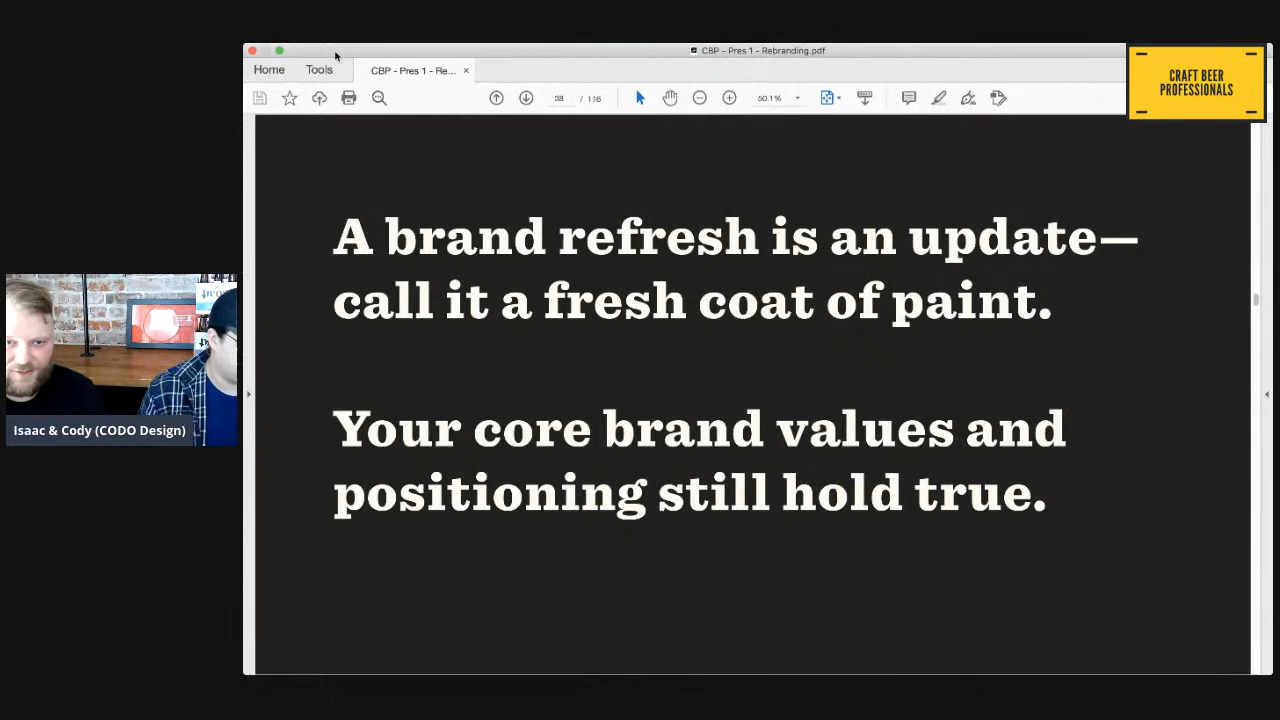 CBP - Pres 1 - Rebranding.pdf
Home Tools CBP - Pres 1 - Re... ×
38 / 116 50.1%
CRAFT BEER
PROFESSIONALS
A brand refresh is an update—
call it a fresh coat of paint.
Your core brand values and
positioning still hold true.
Isaac & Cody (CODO Design)